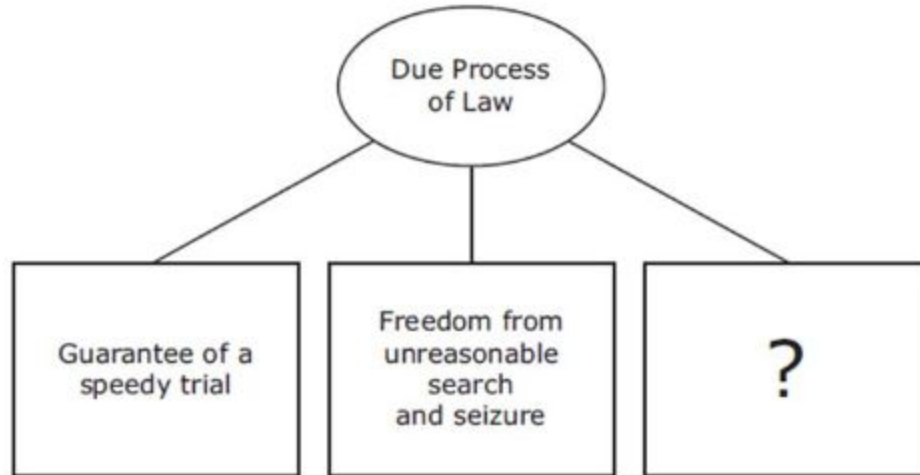 Due Process
of Law
Guarantee of a
speedy trial
Freedom from
unreasonable
search
and seizure
?